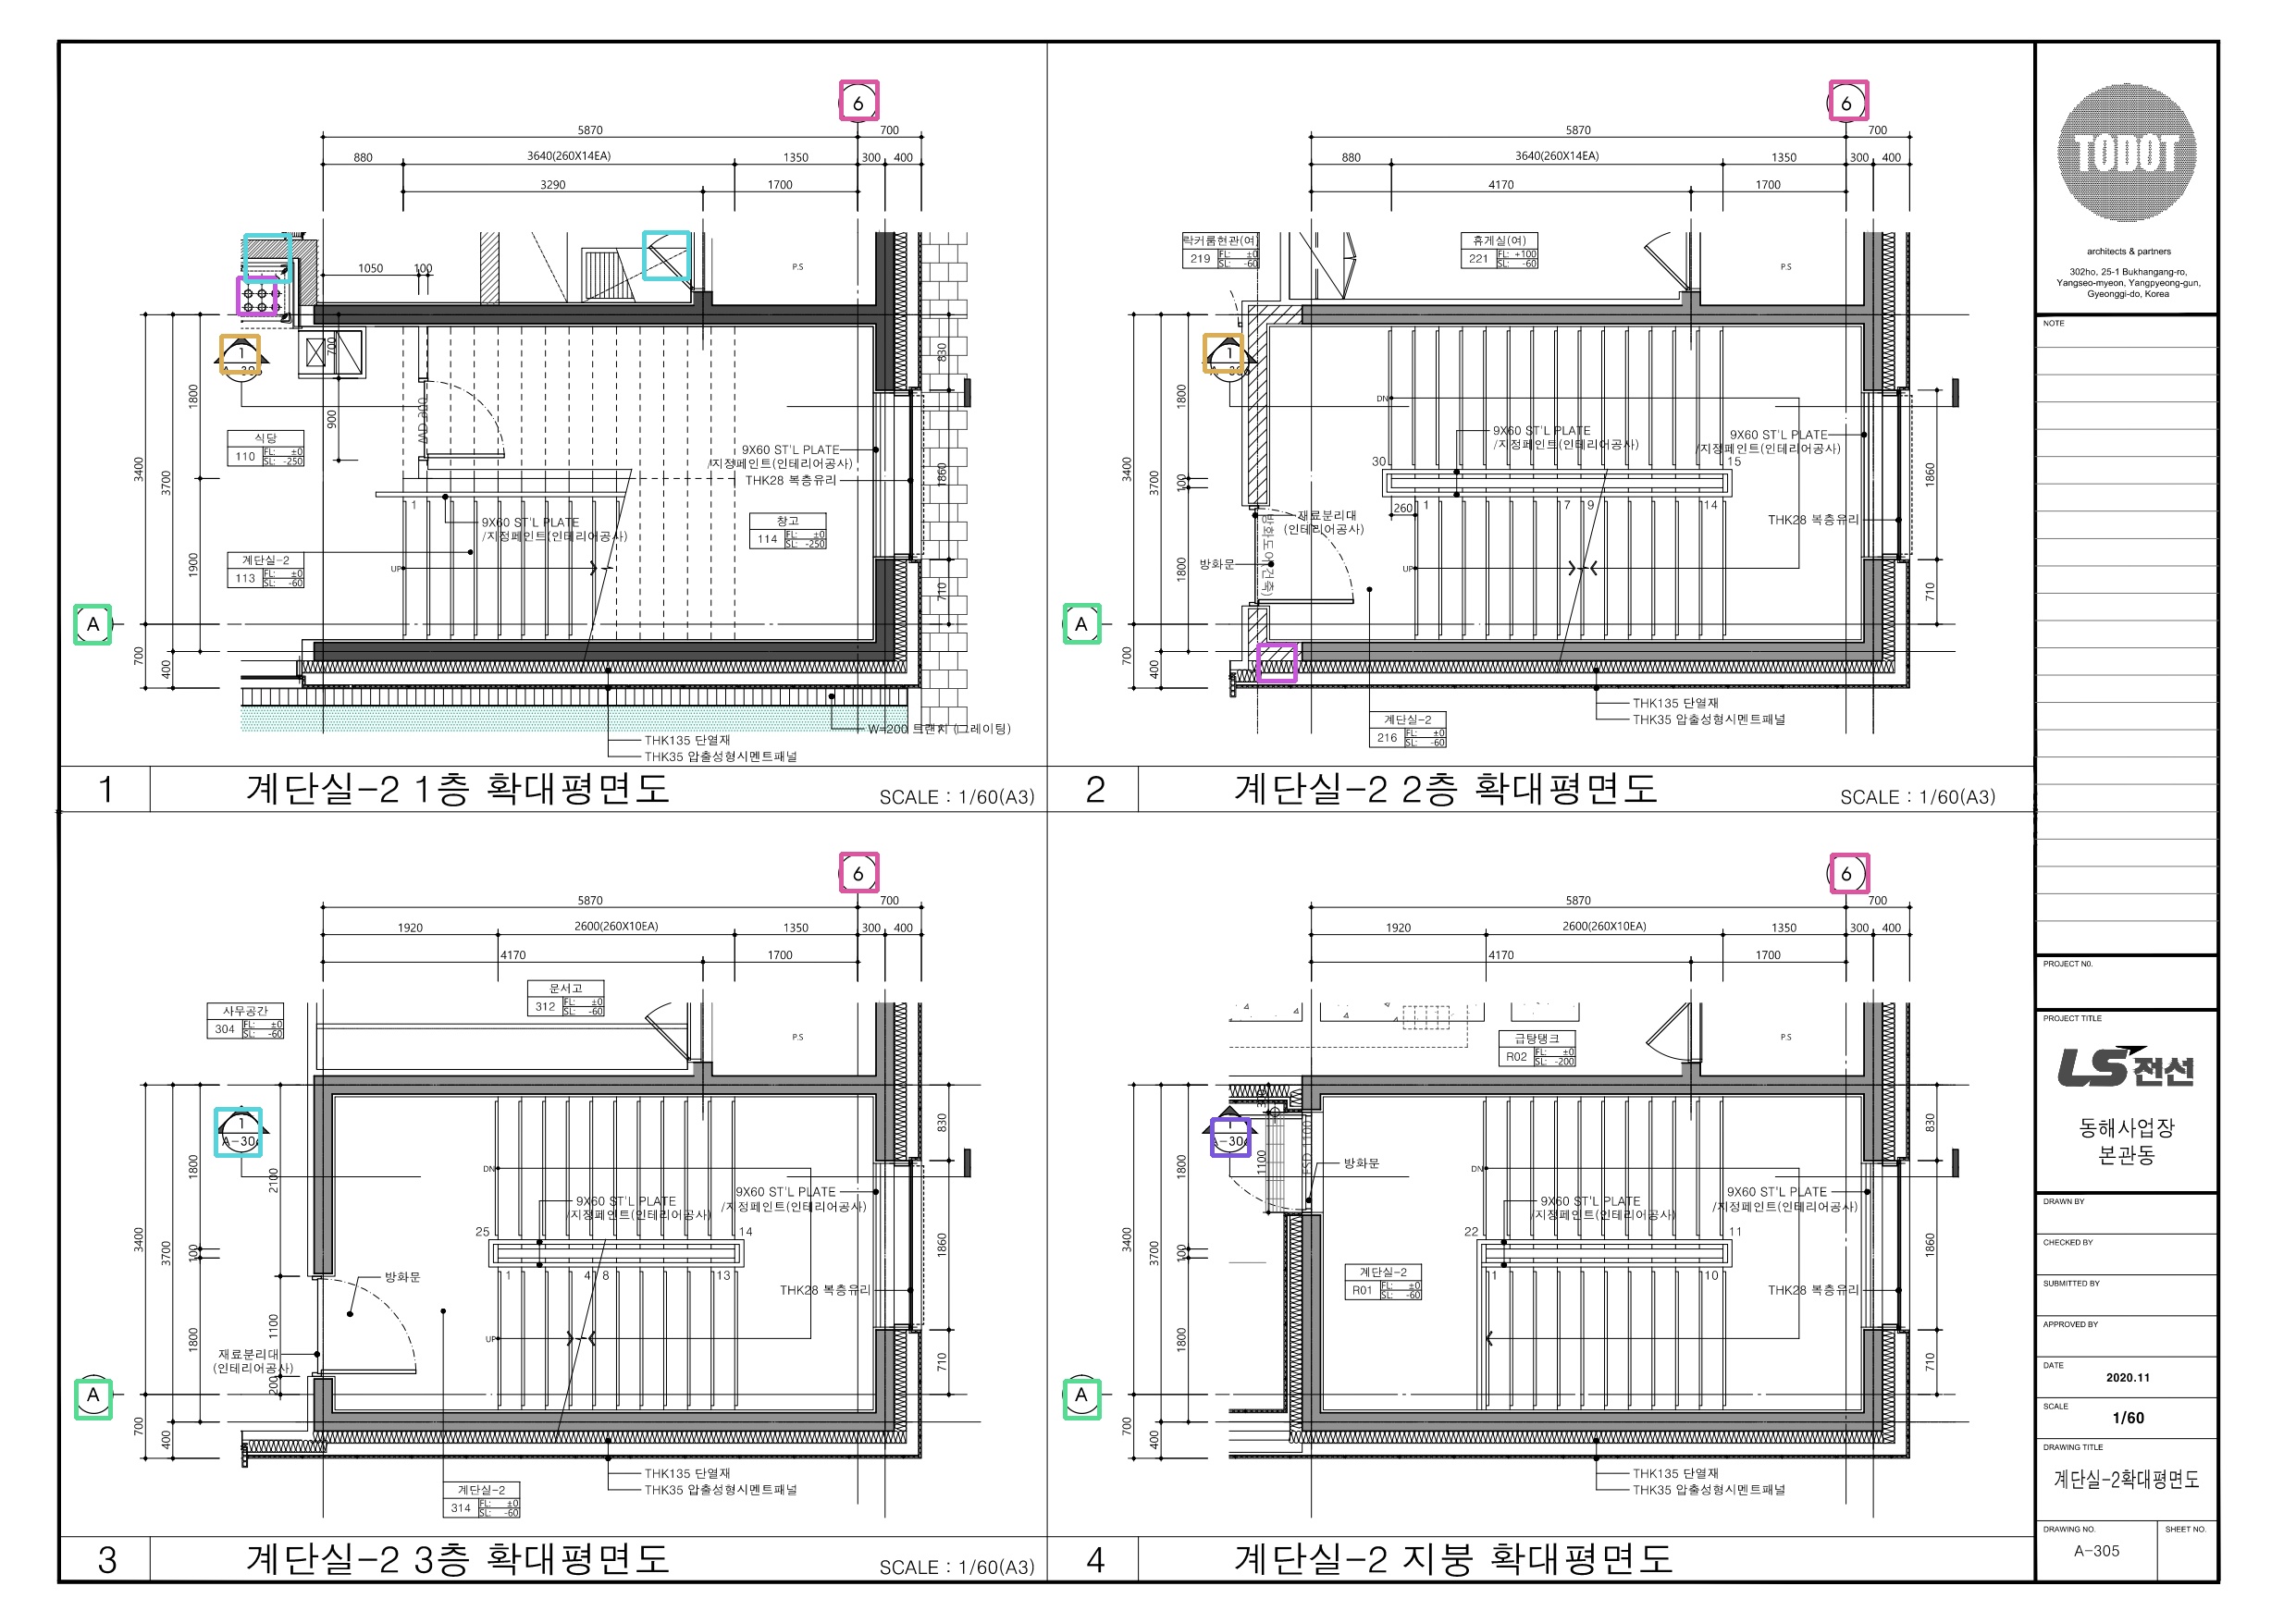 6
5870
700
880
3640(260X14EA)
1350
300
400
3290
1700
1050
100
P.S
700
900
830
1860
710
3400
3700
1800
1900
700
400
1
식당
110
FL: ±0
SL: -250
9X60 ST'L PLATE
/지정페인트(인테리어공사)
THK28 복층유리
1
9X60 ST'L PLATE
/지정페인트(인테리어공사)
창고
114
FL: ±0
SL: -250
계단실-2
113
FL: ±0
SL: -60
UP
A
W=200 트렌치 (그레이팅)
THK135 단열재
THK35 압출성형시멘트패널
1
계단실-2 1층 확대평면도
SCALE : 1/60(A3)
6
5870
700
880
3640(260X14EA)
1350
300
400
4170
1700
락커룸현관(여)
219
FL: ±0
SL: -60
휴게실(여)
221
FL: +100
SL: -60
P.S
1
DN
9X60 ST'L PLATE
/지정페인트(인테리어공사)
9X60 ST'L PLATE
/지정페인트(인테리어공사)
30
15
3400
3700
1800
100
1800
700
400
260
1
7
9
14
재료분리대
(인테리어공사)
THK28 복층유리
1860
710
방화문
방화도어(건축)
UP
A
계단실-2
216
FL: ±0
SL: -60
THK135 단열재
THK35 압출성형시멘트패널
2
계단실-2 2층 확대평면도
SCALE : 1/60(A3)
6
5870
700
1920
2600(260X10EA)
1350
300
400
4170
1700
문서고
312
FL: ±0
SL: -60
사무공간
304
FL: ±0
SL: -60
P.S
1
A-306
DN
9X60 ST'L PLATE
/지정페인트(인테리어공사)
9X60 ST'L PLATE
/지정페인트(인테리어공사)
25
14
3400
3700
1800
100
1800
2100
1100
200
700
400
830
1860
710
1
4
8
13
방화문
THK28 복층유리
재료분리대
(인테리어공사)
UP
A
계단실-2
314
FL: ±0
SL: -60
THK135 단열재
THK35 압출성형시멘트패널
3
계단실-2 3층 확대평면도
SCALE : 1/60(A3)
6
5870
700
1920
2600(260X10EA)
1350
300
400
4170
1700
급탕탱크
R02
FL: ±0
SL: -200
P.S
1
A-306
1100
FSD 1100
방화문
DN
9X60 ST'L PLATE
/지정페인트(인테리어공사)
9X60 ST'L PLATE
/지정페인트(인테리어공사)
22
11
3400
3700
1800
100
1800
700
400
830
1860
710
1
10
계단실-2
R01
FL: ±0
SL: -60
THK28 복층유리
A
THK135 단열재
THK35 압출성형시멘트패널
4
계단실-2 지붕 확대평면도
TODOT
architects & partners
302ho, 25-1 Bukhangang-ro,
Yangseo-myeon, Yangpyeong-gun,
Gyeonggi-do, Korea
NOTE
PROJECT NO.
PROJECT TITLE
LS전선
동해사업장
본관동
DRAWN BY
CHECKED BY
SUBMITTED BY
APPROVED BY
DATE
2020.11
SCALE
1/60
DRAWING TITLE
계단실-2확대평면도
DRAWING NO.
SHEET NO.
A-305